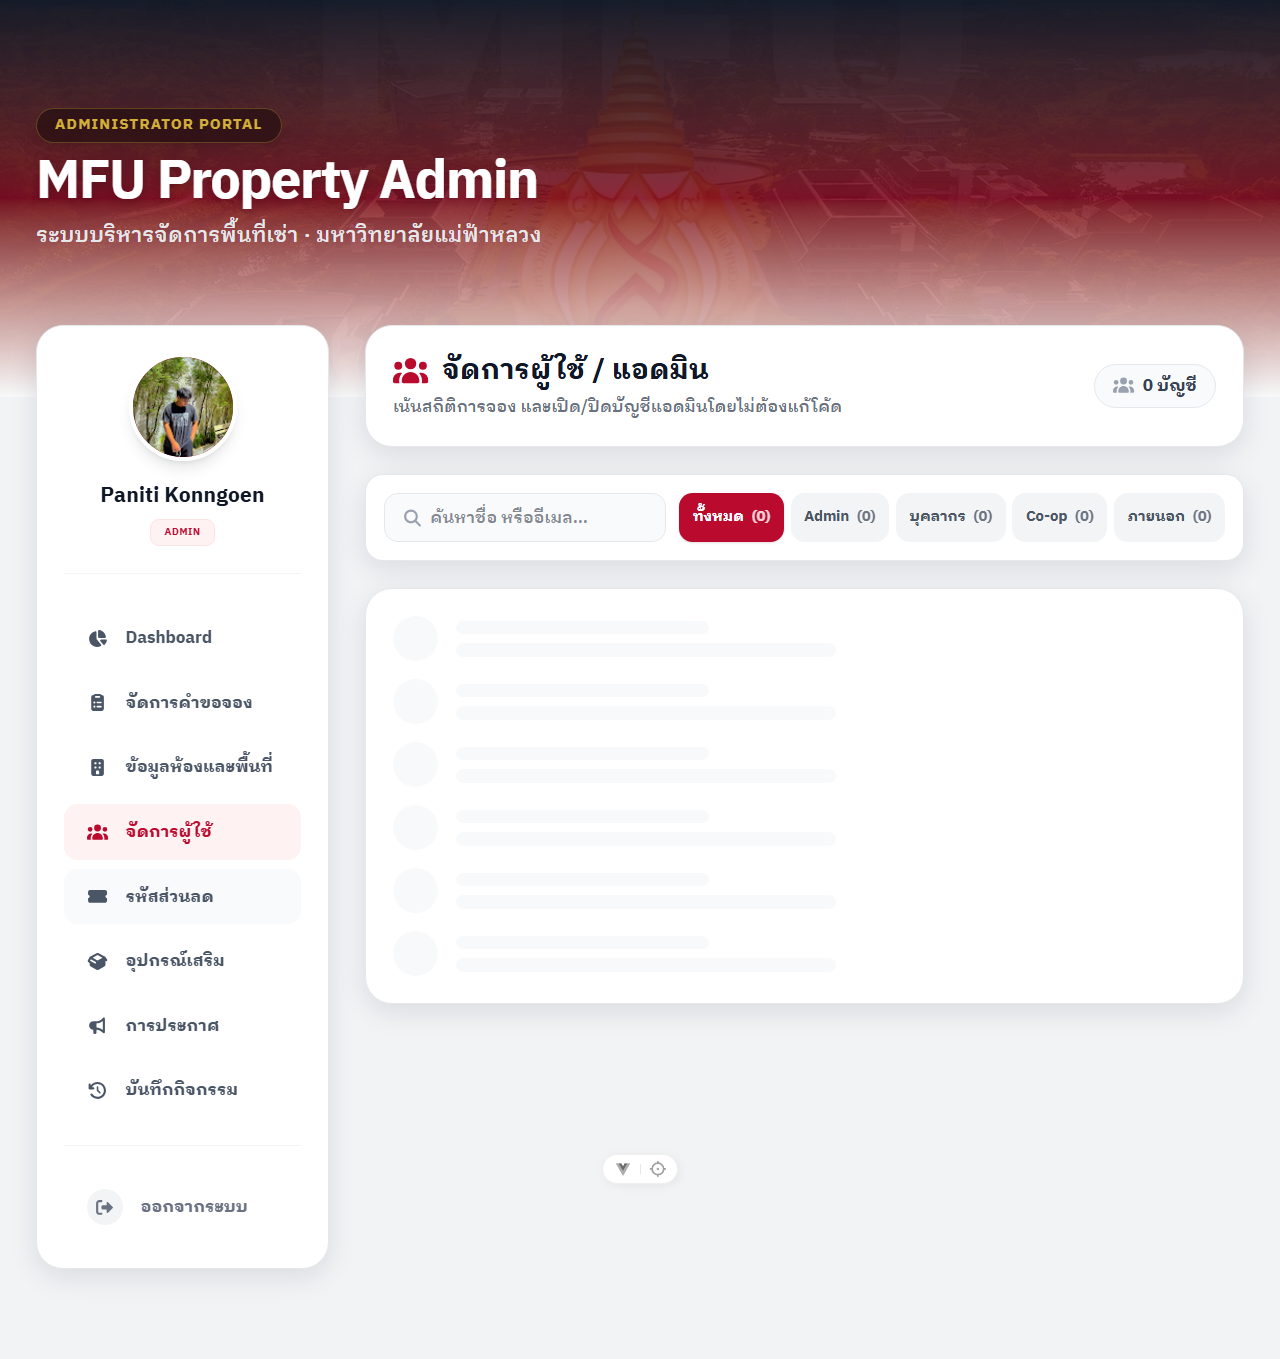 ADMINISTRATOR PORTAL
MFU Property Admin
ระบบบริหารจัดการพื้นที่เช่า · มหาวิทยาลัยแม่ฟ้าหลวง
Paniti Konngoen
ADMIN
Dashboard
จัดการคำขอจอง
ข้อมูลห้องและพื้นที่
จัดการผู้ใช้
รหัสส่วนลด
อุปกรณ์เสริม
การประกาศ
บันทึกกิจกรรม
ออกจากระบบ
จัดการผู้ใช้ / แอดมิน
เน้นสถิติการจอง และเปิด/ปิดบัญชีแอดมินโดยไม่ต้องแก้โค้ด
0 บัญชี
ค้นหาชื่อ หรืออีเมล...
ทั้งหมด (0) Admin (0) บุคลากร (0) Co-op (0) ภายนอก (0)